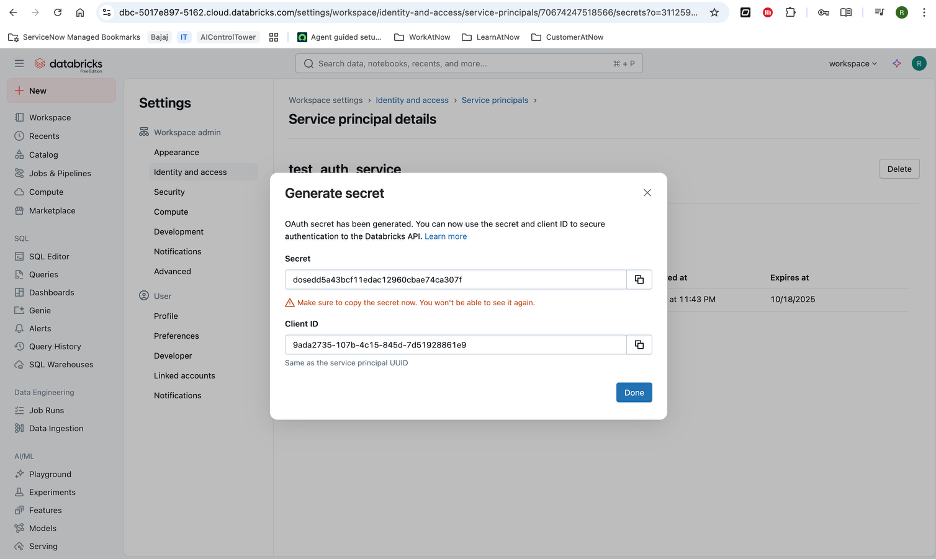 dbc-5017e897-5162.cloud.databricks.com/settings/workspace/identity-and-access/service-principals/70674247518566/secrets?o=311259...
R
ServiceNow Managed Bookmarks Bajaj IT AIControlTower Agent guided setu... WorkAtNow LearnAtNow CustomerAtNow
databricks
Free Edition
Search data, notebooks, recents, and more...
⌘ + P
workspace
R
New
Workspace
Recents
Catalog
Jobs & Pipelines
Compute
Marketplace
SQL
SQL Editor
Queries
Dashboards
Genie
Alerts
Query History
SQL Warehouses
Data Engineering
Job Runs
Data Ingestion
AI/ML
Playground
Experiments
Features
Models
Serving
Settings
Workspace admin
Appearance
Identity and access
Security
Compute
Development
Notifications
Advanced
User
Profile
Preferences
Developer
Linked accounts
Notifications
Workspace settings › Identity and access › Service principals ›
Service principal details
test_auth_service
Delete
Generate secret
OAuth secret has been generated. You can now use the secret and client ID to secure
authentication to the Databricks API. Learn more
Secret
dosedd5a43bcf11edac12960cbae74ca307f
Make sure to copy the secret now. You won't be able to see it again.
Client ID
9ada2735-107b-4c15-845d-7d51928861e9
Same as the service principal UUID
Done
ed at
Expires at
at 11:43 PM
10/18/2025